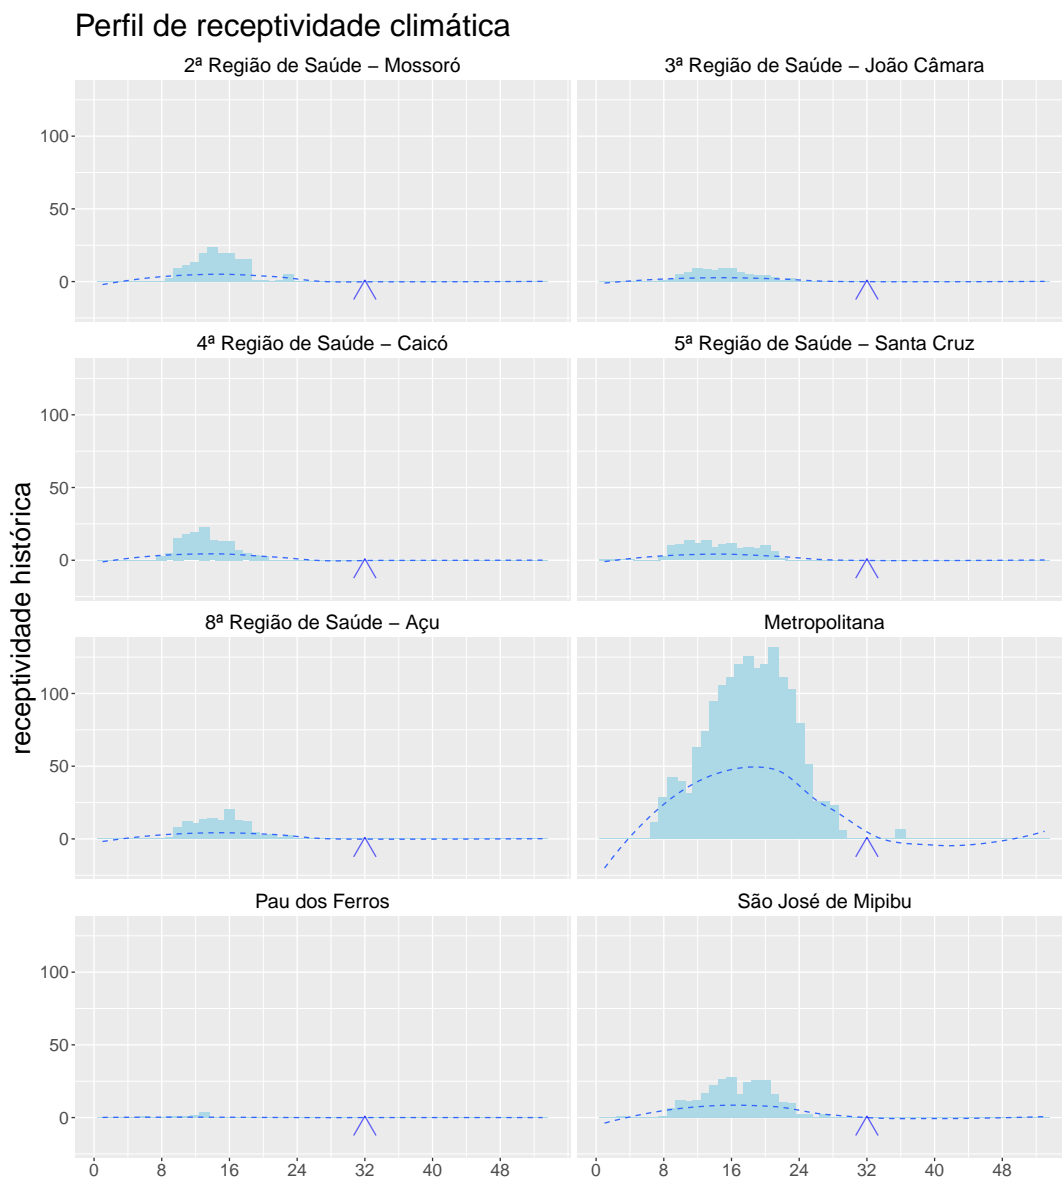 Perfil de receptividade climática
2ª Região de Saúde – Mossoró
3ª Região de Saúde – João Câmara
100
50
0
4ª Região de Saúde – Caicó
5ª Região de Saúde – Santa Cruz
100
50
0
receptividade histórica
8ª Região de Saúde – Açu
Metropolitana
100
50
0
Pau dos Ferros
São José de Mipibu
100
50
0
0 8 16 24 32 40 48
0 8 16 24 32 40 48